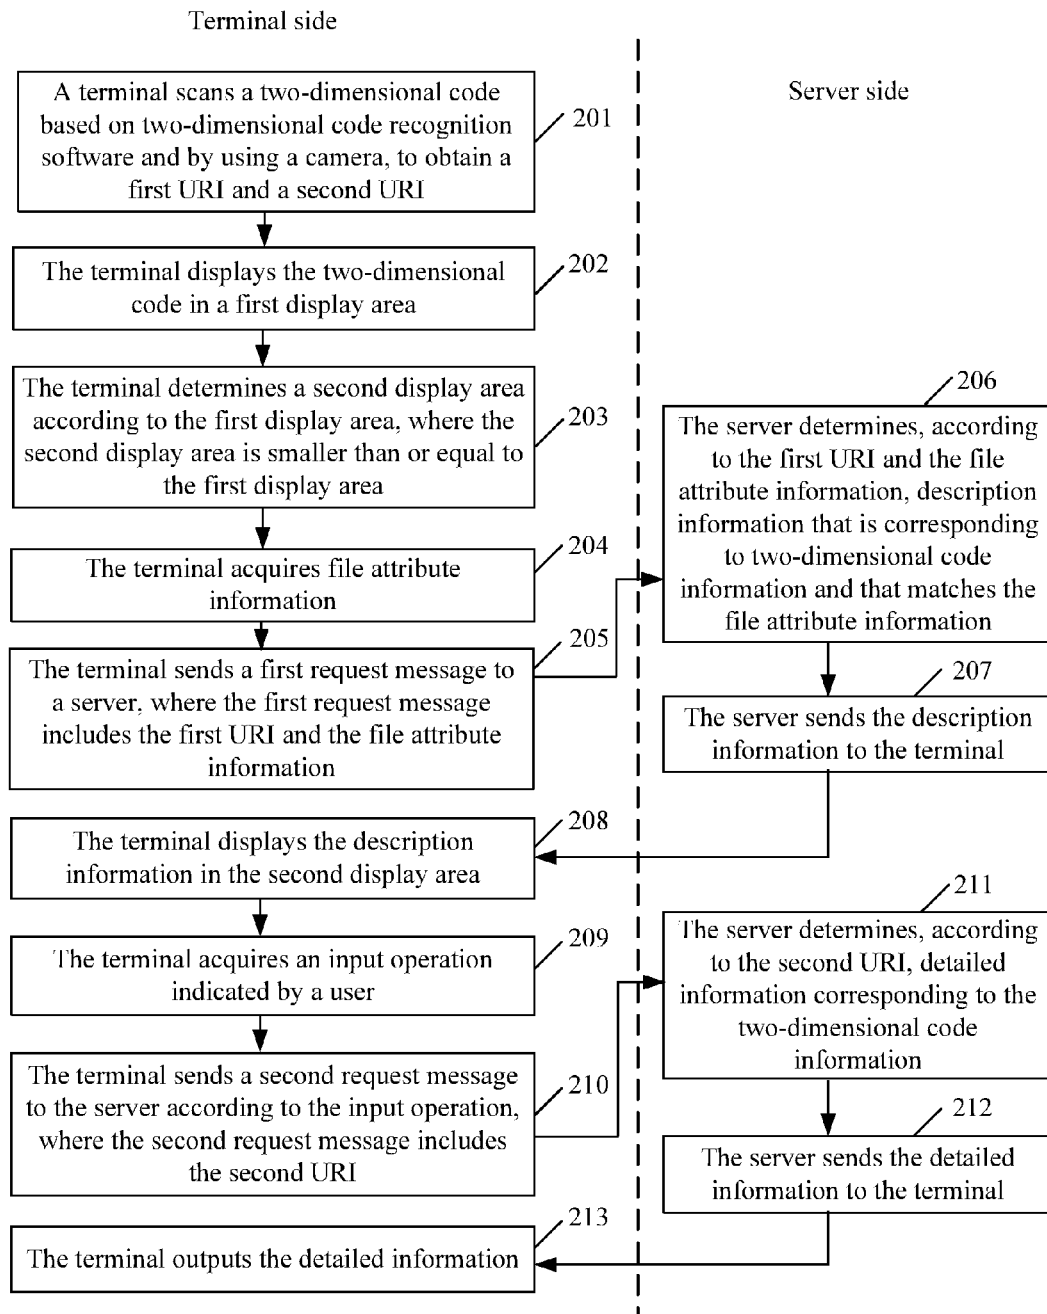 Terminal side
Server side
A terminal scans a two-dimensional code
based on two-dimensional code recognition
software and by using a camera, to obtain a
first URI and a second URI
201
The terminal displays the two-dimensional
code in a first display area
202
The terminal determines a second display area
according to the first display area, where the
second display area is smaller than or equal to
the first display area
203
The terminal acquires file attribute
information
204
The terminal sends a first request message to
a server, where the first request message
includes the first URI and the file attribute
information
205
206
The server determines, according
to the first URI and the file
attribute information, description
information that is corresponding
to two-dimensional code
information and that matches the
file attribute information
207
The server sends the description
information to the terminal
The terminal displays the description
information in the second display area
208
The terminal acquires an input operation
indicated by a user
209
The terminal sends a second request message
to the server according to the input operation,
where the second request message includes
the second URI
210
211
The server determines, according
to the second URI, detailed
information corresponding to the
two-dimensional code
information
212
The server sends the detailed
information to the terminal
The terminal outputs the detailed information
213